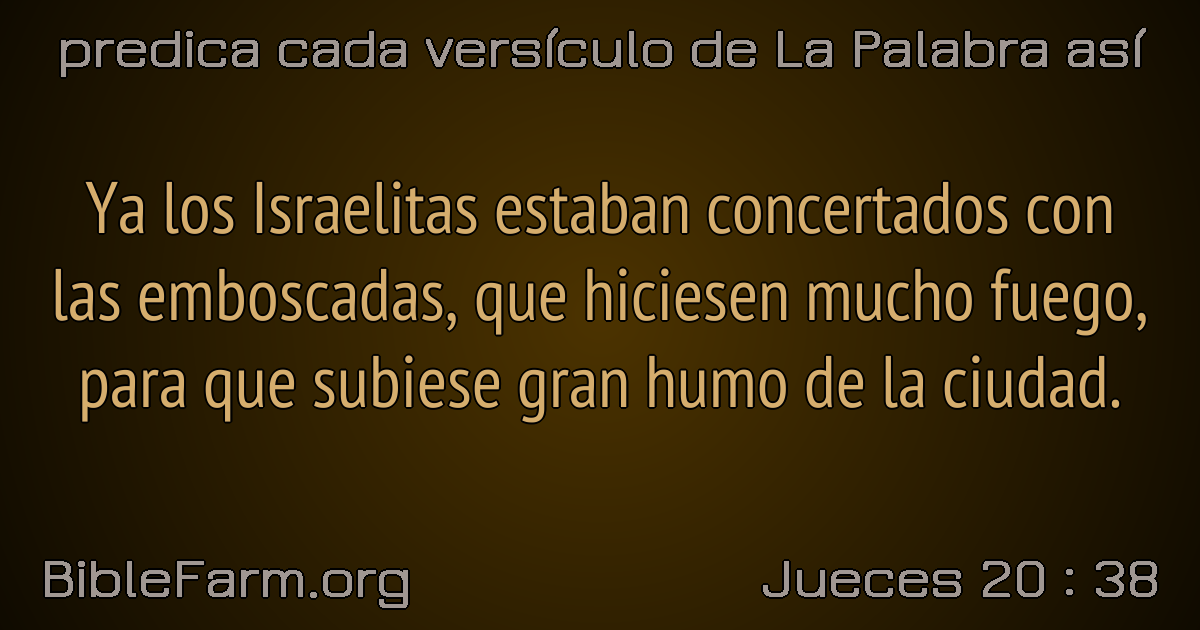 predica cada versículo de La Palabra así
Ya los Israelitas estaban concertados con
las emboscadas, que hiciesen mucho fuego,
para que subiese gran humo de la ciudad.
BibleFarm.org
Jueces 20 : 38